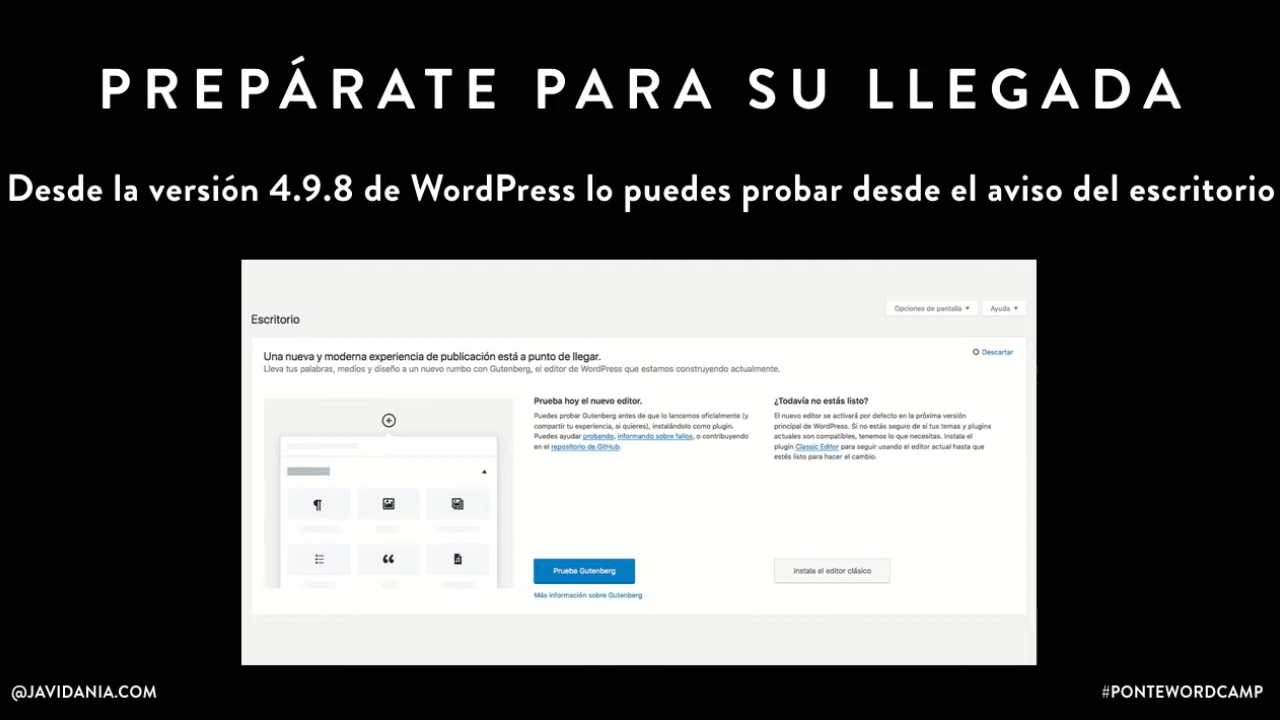 PREPÁRATE PARA SU LLEGADA
Desde la versión 4.9.8 de WordPress lo puedes probar desde el aviso del escritorio
Opciones de pantalla
Ayuda
Escritorio
Una nueva y moderna experiencia de publicación está a punto de llegar.
Descartar
Lleva tus palabras, medios y diseño a un nuevo rumbo con Gutenberg, el editor de WordPress que estamos construyendo actualmente.
Prueba hoy el nuevo editor.
Puedes probar Gutenberg antes de que lo lancemos oficialmente (y
compartir tu experiencia, si quieres), instalándolo como plugin.
Puedes ayudar probando, informando sobre fallos, o contribuyendo
en el repositorio de GitHub.
Prueba Gutenberg
Más información sobre Gutenberg
¿Todavía no estás listo?
El nuevo editor se activará por defecto en la próxima versión
principal de WordPress. Si no estás seguro de si tus temas y plugins
actuales son compatibles, tenemos lo que necesitas. Instala el
plugin Classic Editor para seguir usando el editor actual hasta que
estés listo para hacer el cambio.
Instala el editor clásico
@JAVIDANIA.COM
#PONTEWORDCAMP